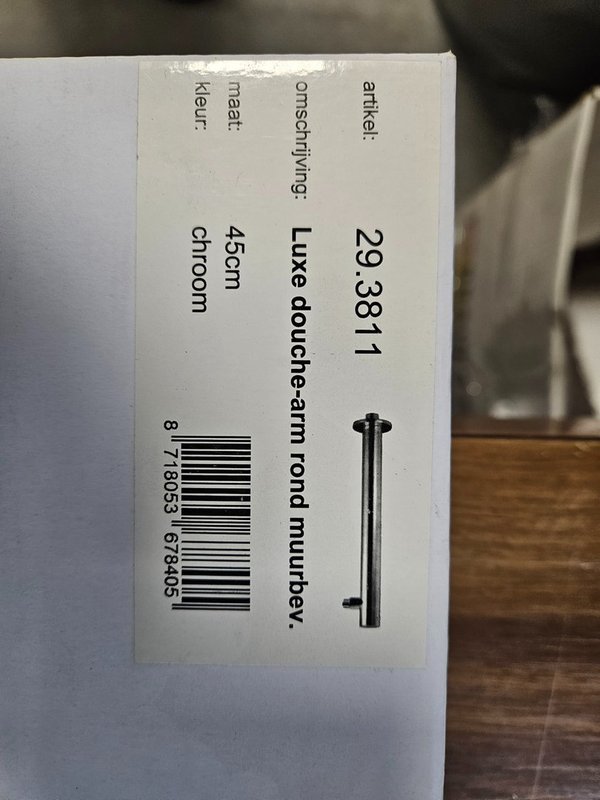 artikel: 29.3811
omschrijving: Luxe douche-arm rond muurbev.
maat: 45cm
kleur: chroom
8 718053 678405